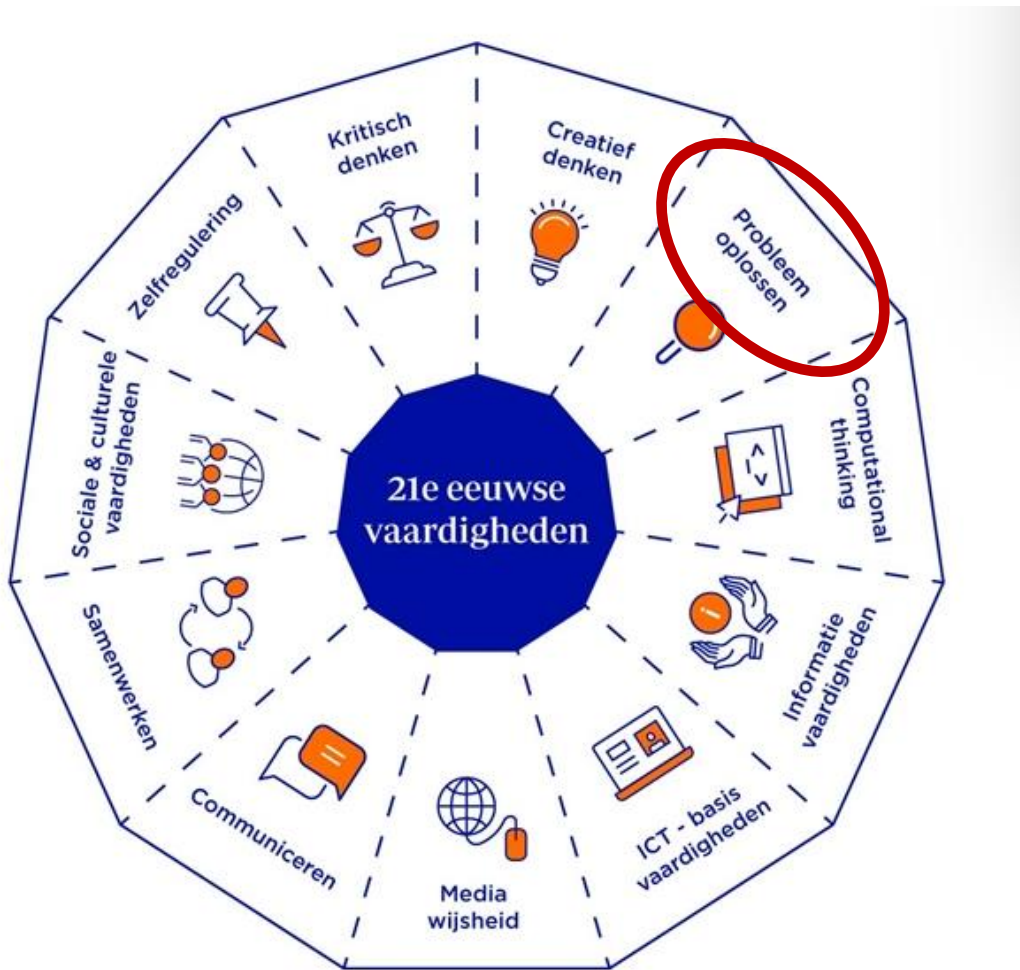 Kritisch
denken
Creatief
denken
Probleem
oplossen
Computational
thinking
Informatie
vaardigheden
ICT - basis
vaardigheden
Media
wijsheid
Communiceren
Samenwerken
Sociale & culturele
vaardigheden
Zelfregulering
21e eeuwse
vaardigheden